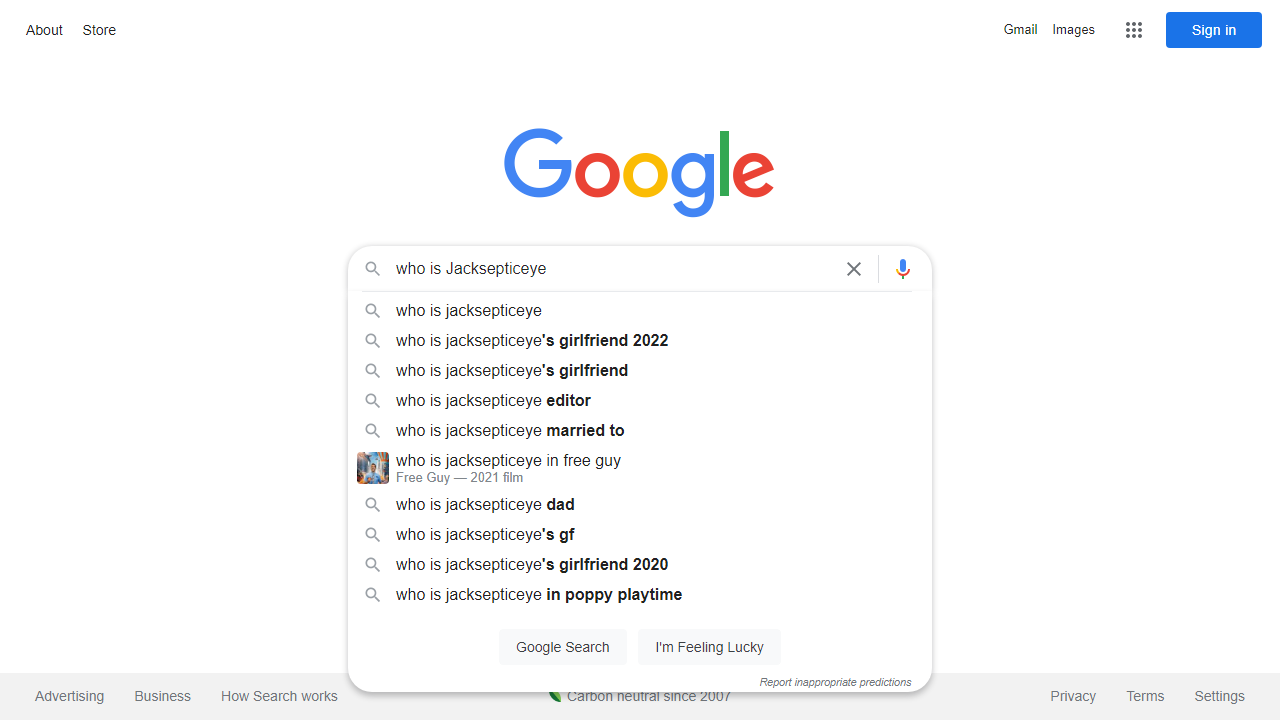 About Store Gmail Images Sign in
Google
who is Jacksepticeye
who is jacksepticeye
who is jacksepticeye's girlfriend 2022
who is jacksepticeye's girlfriend
who is jacksepticeye editor
who is jacksepticeye married to
who is jacksepticeye in free guy
Free Guy — 2021 film
who is jacksepticeye dad
who is jacksepticeye's gf
who is jacksepticeye's girlfriend 2020
who is jacksepticeye in poppy playtime
Google Search I'm Feeling Lucky
Report inappropriate predictions
Advertising Business How Search works Carbon neutral since 2007 Privacy Terms Settings